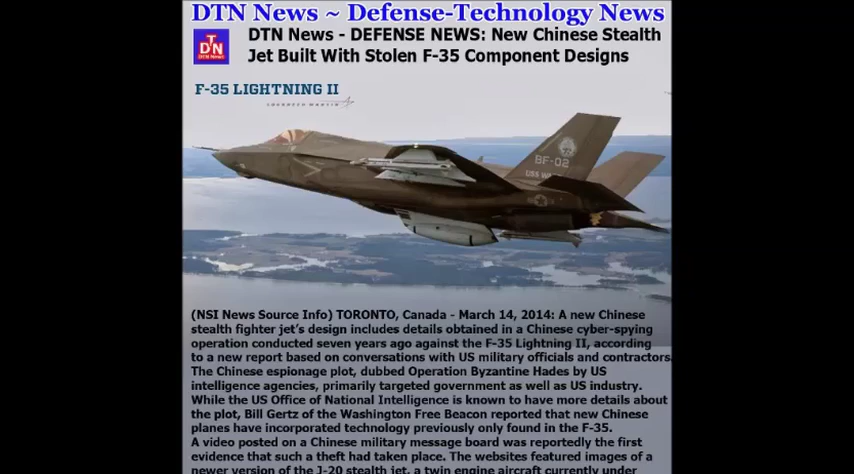 DTN News ~ Defense-Technology News
DTN News - DEFENSE NEWS: New Chinese Stealth
Jet Built With Stolen F-35 Component Designs
DTN
DTN News
F-35 LIGHTNING II
LOCKHEED MARTIN
BF-02
USS
(NSI News Source Info) TORONTO, Canada - March 14, 2014: A new Chinese
stealth fighter jet's design includes details obtained in a Chinese cyber-spying
operation conducted seven years ago against the F-35 Lightning II, according
to a new report based on conversations with US military officials and contractors.
The Chinese espionage plot, dubbed Operation Byzantine Hades by US
intelligence agencies, primarily targeted government as well as US industry.
While the US Office of National Intelligence is known to have more details about
the plot, Bill Gertz of the Washington Free Beacon reported that new Chinese
planes have incorporated technology previously only found in the F-35.
A video posted on a Chinese military message board was reportedly the first
evidence that such a theft had taken place. The websites featured images of a
newer version of the J-20 stealth jet, a twin engine aircraft currently under